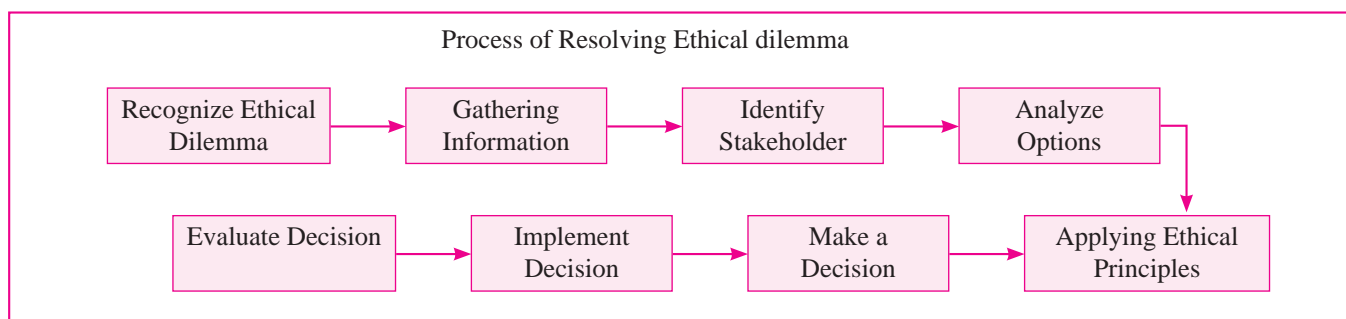 Process of Resolving Ethical dilemma
Recognize Ethical
Dilemma
Gathering
Information
Identify
Stakeholder
Analyze
Options
Evaluate Decision
Implement
Decision
Make a
Decision
Applying Ethical
Principles